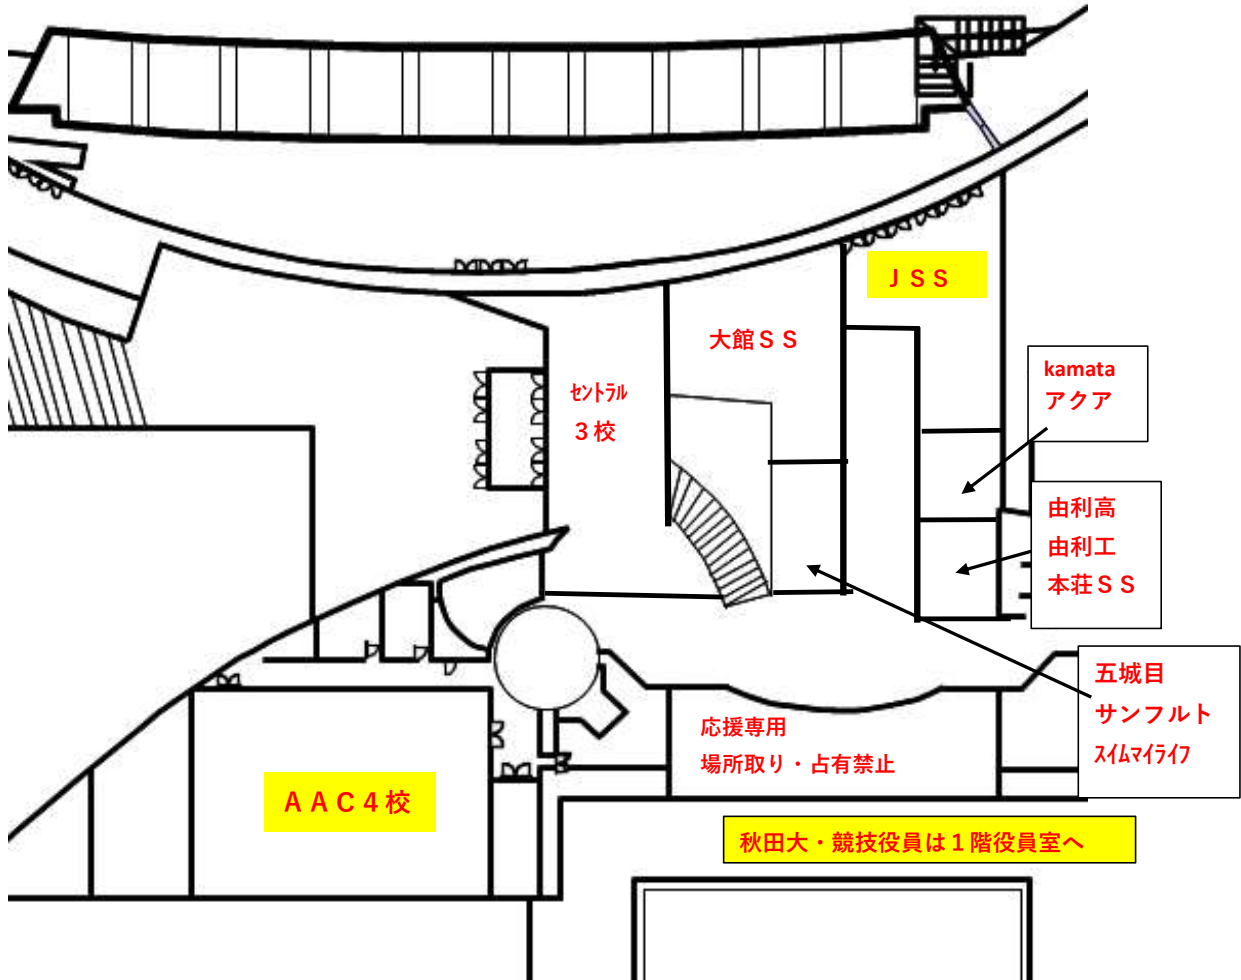 ＪＳＳ
大館ＳＳ
kamata
アクア
ｾﾝﾄﾗﾙ
３校
由利高
由利工
本荘ＳＳ
五城目
サンフルト
ｽｲﾑﾏｲﾗｲﾌ
応援専用
場所取り・占有禁止
ＡＡＣ４校
秋田大・競技役員は１階役員室へ